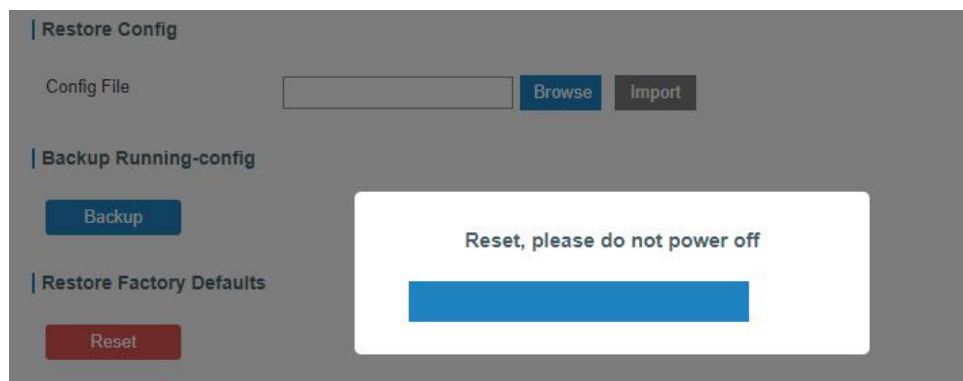 Restore Config
Config File
Browse
Import
Backup Running-config
Backup
Reset, please do not power off
Restore Factory Defaults
Reset